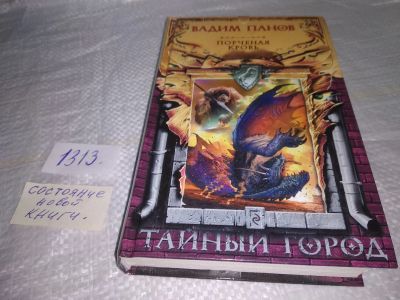 ВАДИМ ПАНОВ
ПОРЧЕНАЯ
КРОВЬ
ТАЙНЫЙ ГОРОД
1313.
СОСТОЯНИЕ
НОВОЙ
КНИГИ.